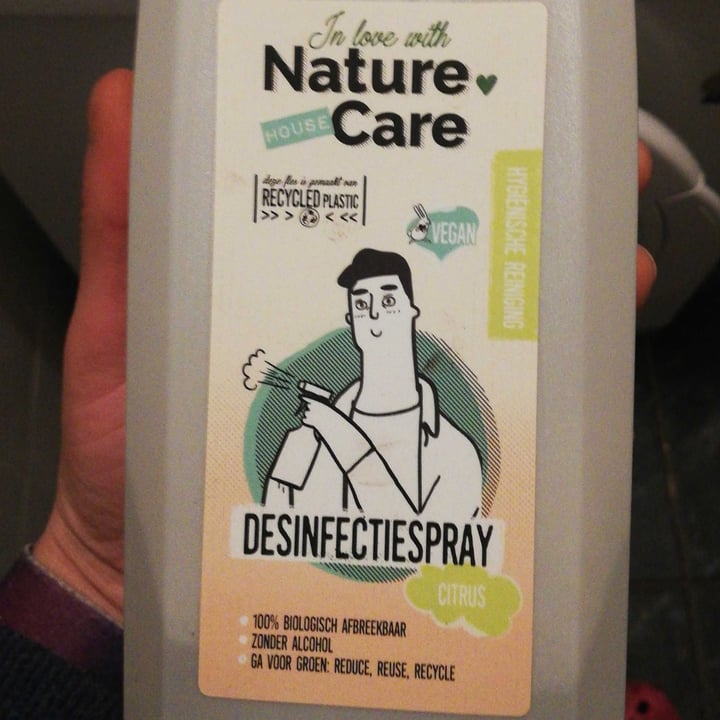 In love with
Nature
HOUSE Care
deze fles is gemaakt van
RECYCLED PLASTIC
>> > < <<
VEGAN
HYGIENISCHE REINIGING
DESINFECTIESPRAY
CITRUS
100% BIOLOGISCH AFBREEKBAAR
ZONDER ALCOHOL
GA VOOR GROEN: REDUCE, REUSE, RECYCLE